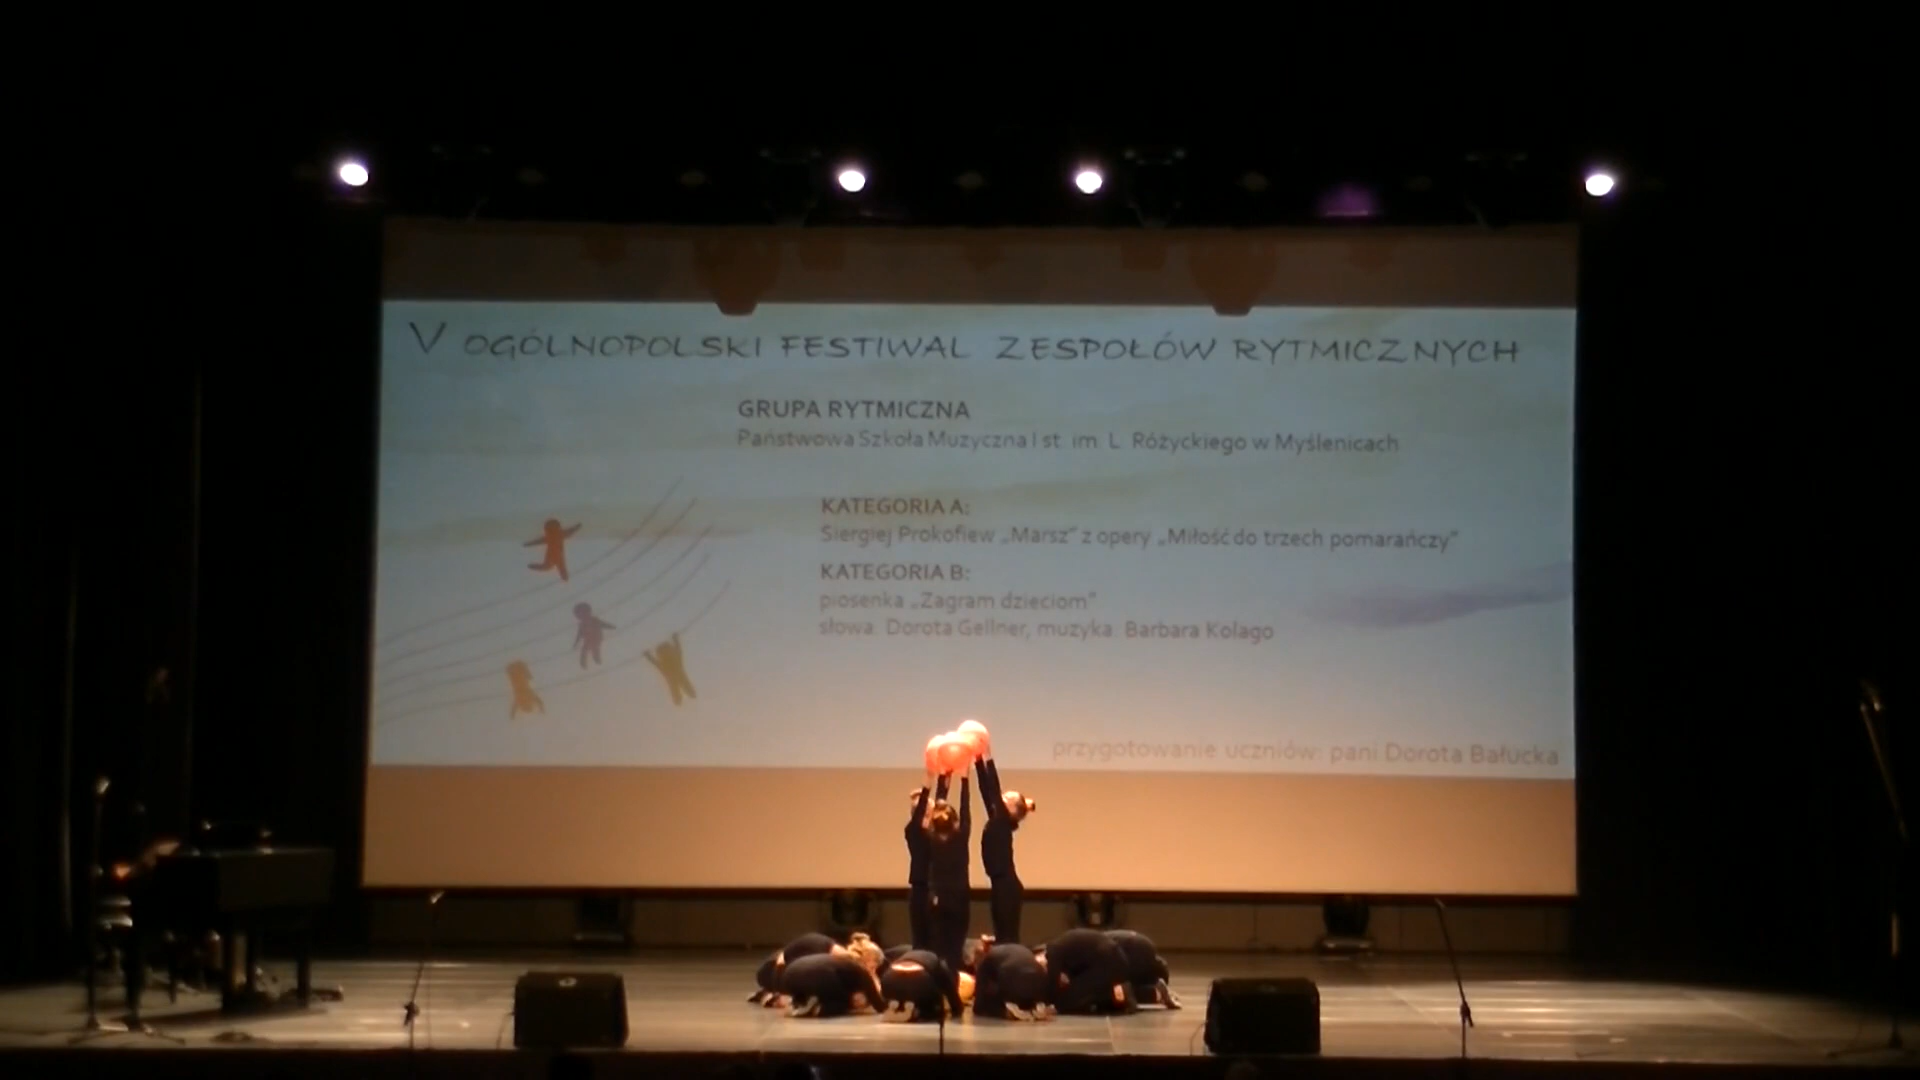 V OGÓLNOPOLSKI FESTIWAL ZESPOŁÓW RYTMICZNYCH
GRUPA RYTMICZNA
Państwowa Szkoła Muzyczna I st. im. L. Różyckiego w Myślenicach
KATEGORIA A:
Siergiej Prokofiew „Marsz” z opery „Miłość do trzech pomarańczy”
KATEGORIA B:
piosenka „Zagram dzieciom”
słowa: Dorota Gellner, muzyka: Barbara Kolago
przygotowanie uczniów: pani Dorota Bałucka